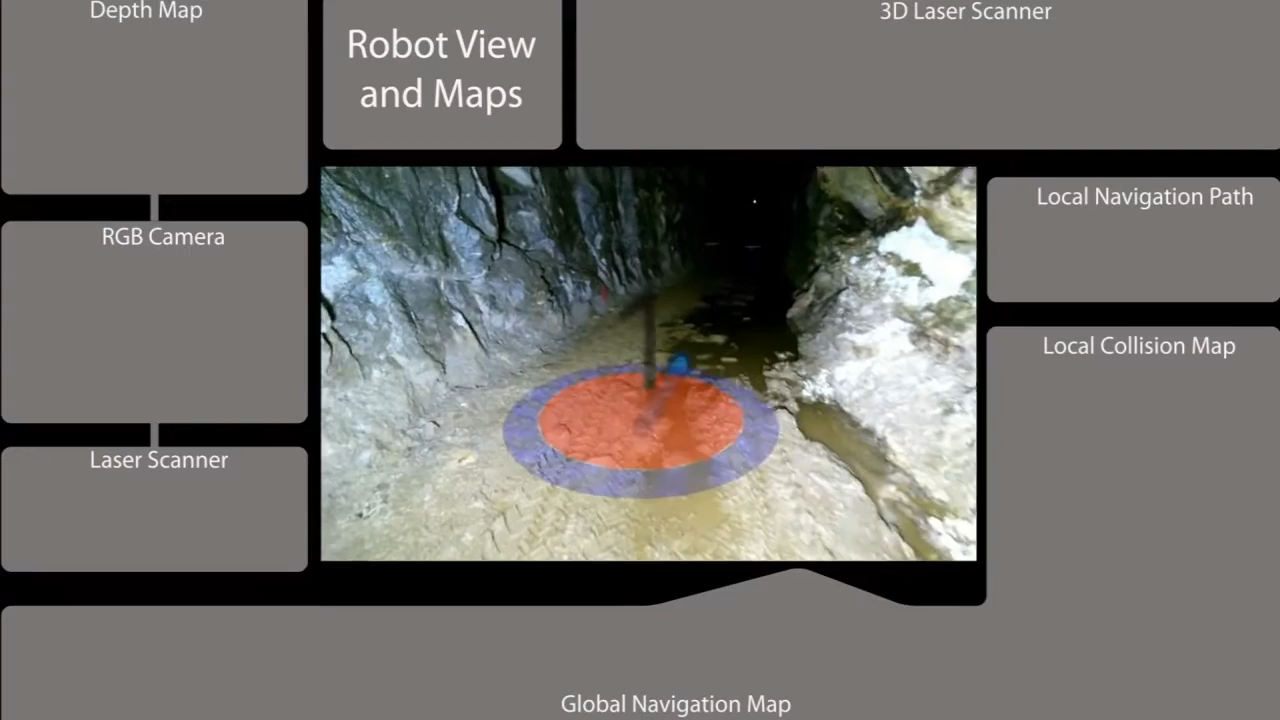 Depth Map
Robot View
and Maps
3D Laser Scanner
RGB Camera
Local Navigation Path
Local Collision Map
Laser Scanner
Global Navigation Map